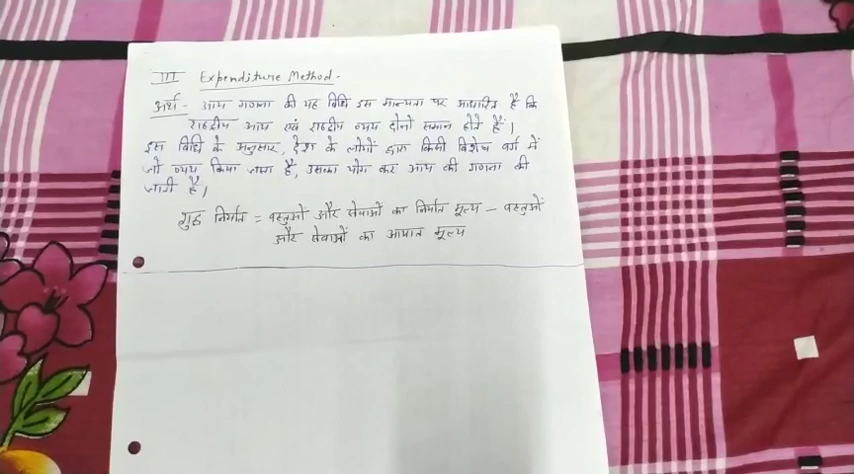 III Expenditure Method -
अर्थ - आय गणना की यह विधि इस मान्यता पर आधारित है कि
राष्ट्रीय आय एवं राष्ट्रीय व्यय दोनों समान होते हैं।
इस विधि के अनुसार, देश के लोगों द्वारा किसी विशेष वर्ग में
जो व्यय किया जाता है, उसका योग कर आय की गणना की
जाती है।
शुद्ध निर्यात = वस्तुओं और सेवाओं का निर्यात मूल्य - वस्तुओं
और सेवाओं का आयात मूल्य